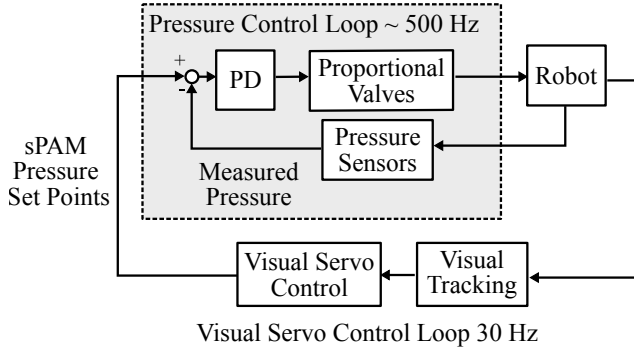 Pressure Control Loop ~ 500 Hz
+
-
PD
Proportional
Valves
Robot
Pressure
Sensors
Measured
Pressure
sPAM
Pressure
Set Points
Visual Servo
Control
Visual
Tracking
Visual Servo Control Loop 30 Hz